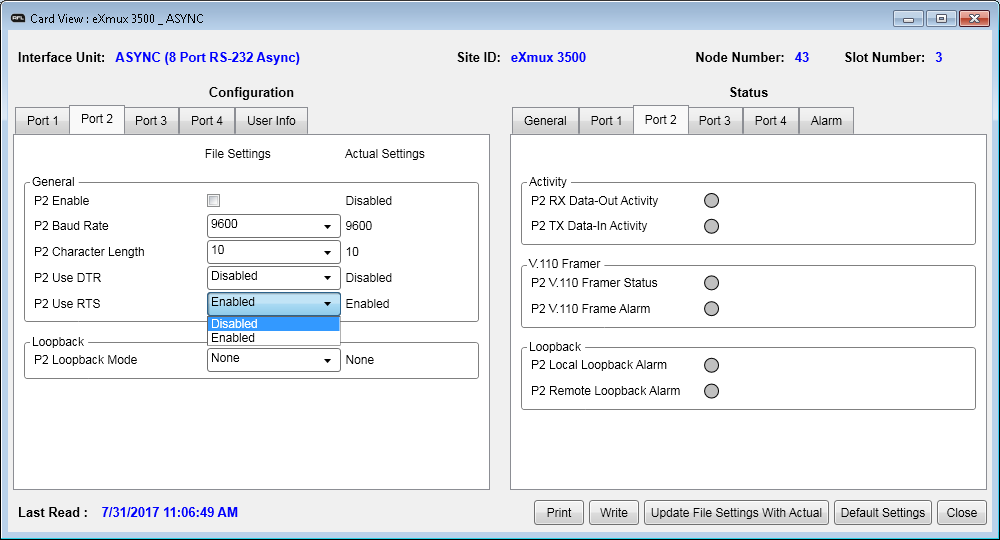 AFL Card View : eXmux 3500 _ ASYNC
Interface Unit: ASYNC (8 Port RS-232 Async) Site ID: eXmux 3500 Node Number: 43 Slot Number: 3
Configuration
Port 1 Port 2 Port 3 Port 4 User Info
File Settings Actual Settings
General
P2 Enable Disabled
P2 Baud Rate 9600 9600
P2 Character Length 10 10
P2 Use DTR Disabled Disabled
P2 Use RTS Enabled Enabled
Disabled
Enabled
Loopback
P2 Loopback Mode None None
Status
General Port 1 Port 2 Port 3 Port 4 Alarm
Activity
P2 RX Data-Out Activity
P2 TX Data-In Activity
V.110 Framer
P2 V.110 Framer Status
P2 V.110 Frame Alarm
Loopback
P2 Local Loopback Alarm
P2 Remote Loopback Alarm
Last Read : 7/31/2017 11:06:49 AM
Print Write Update File Settings With Actual Default Settings Close